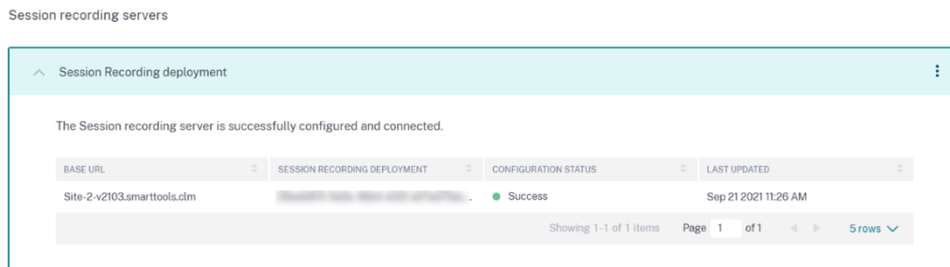 Session recording servers
Session Recording deployment
The Session recording server is successfully configured and connected.
BASE URL SESSION RECORDING DEPLOYMENT CONFIGURATION STATUS LAST UPDATED
Site-2-v2103.smarttools.clm . Success Sep 21 2021 11:26 AM
Showing 1-1 of 1 items Page 1 of 1 5 rows